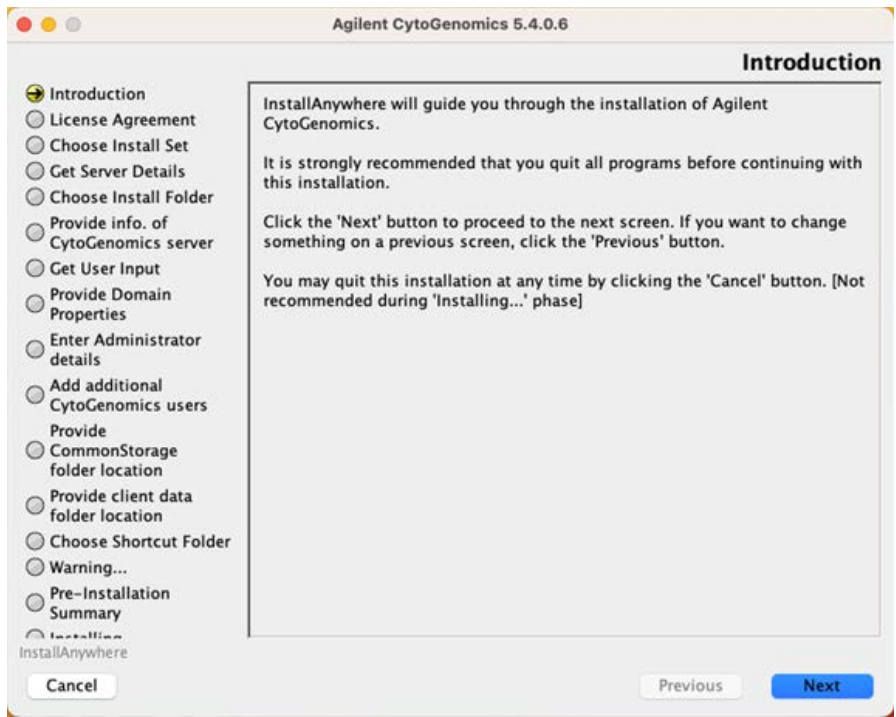 Agilent CytoGenomics 5.4.0.6
Introduction
Introduction
License Agreement
Choose Install Set
Get Server Details
Choose Install Folder
Provide info. of
CytoGenomics server
Get User Input
Provide Domain
Properties
Enter Administrator
details
Add additional
CytoGenomics users
Provide
CommonStorage
folder location
Provide client data
folder location
Choose Shortcut Folder
Warning...
Pre-Installation
Summary
InstallAnywhere will guide you through the installation of Agilent
CytoGenomics.
It is strongly recommended that you quit all programs before continuing with
this installation.
Click the 'Next' button to proceed to the next screen. If you want to change
something on a previous screen, click the 'Previous' button.
You may quit this installation at any time by clicking the 'Cancel' button. [Not
recommended during 'Installing...' phase]
InstallAnywhere
Cancel
Previous
Next